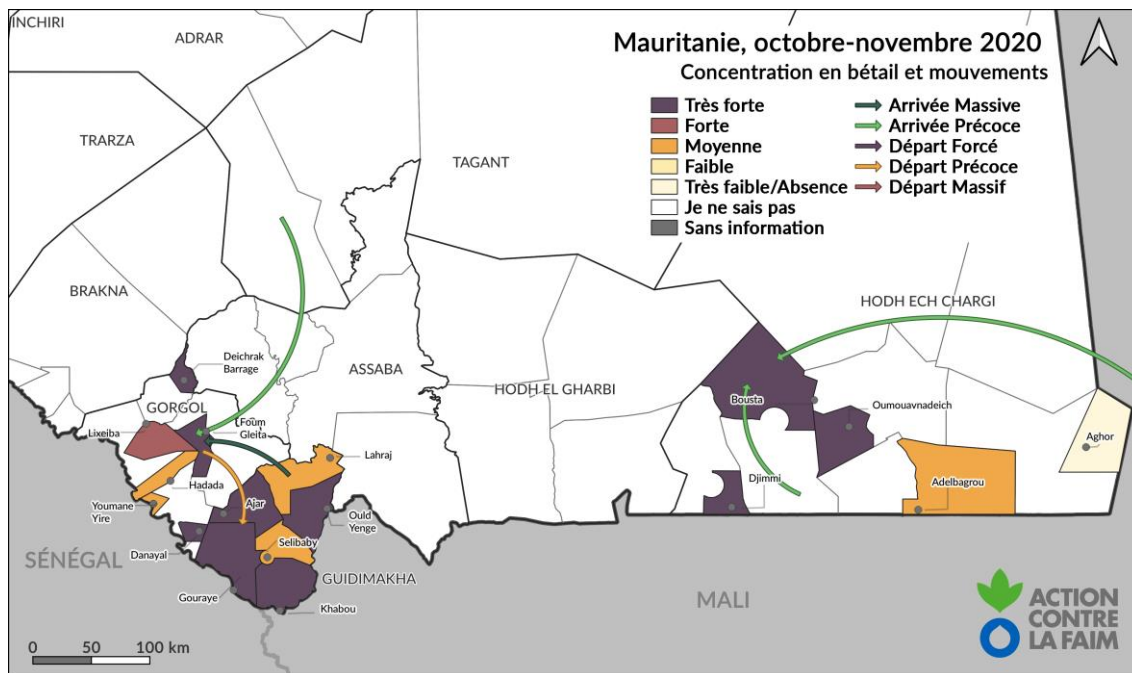 INCHIRI
ADRAR
TRARZA
TAGANT
BRAKNA
ASSABA
HODH EL GHARBI
HODH ECH CHARGI
GORGOL
GUIDIMAKHA
SÉNÉGAL
MALI
Mauritanie, octobre-novembre 2020
Concentration en bétail et mouvements
Très forte
Forte
Moyenne
Faible
Très faible/Absence
Je ne sais pas
Sans information
Arrivée Massive
Arrivée Précoce
Départ Forcé
Départ Précoce
Départ Massif
Deichrak
Barrage
Lixeiba
Foum
Gleita
Lahraj
Hadada
Ajar
Youmane
Yire
Ould
Yenge
Danayal
Selibaby
Gouraye
Khabou
Bousta
Oumouavnadeich
Djimmi
Adelbagrou
Aghor
0 50 100 km
ACTION
CONTRE
LA FAIM